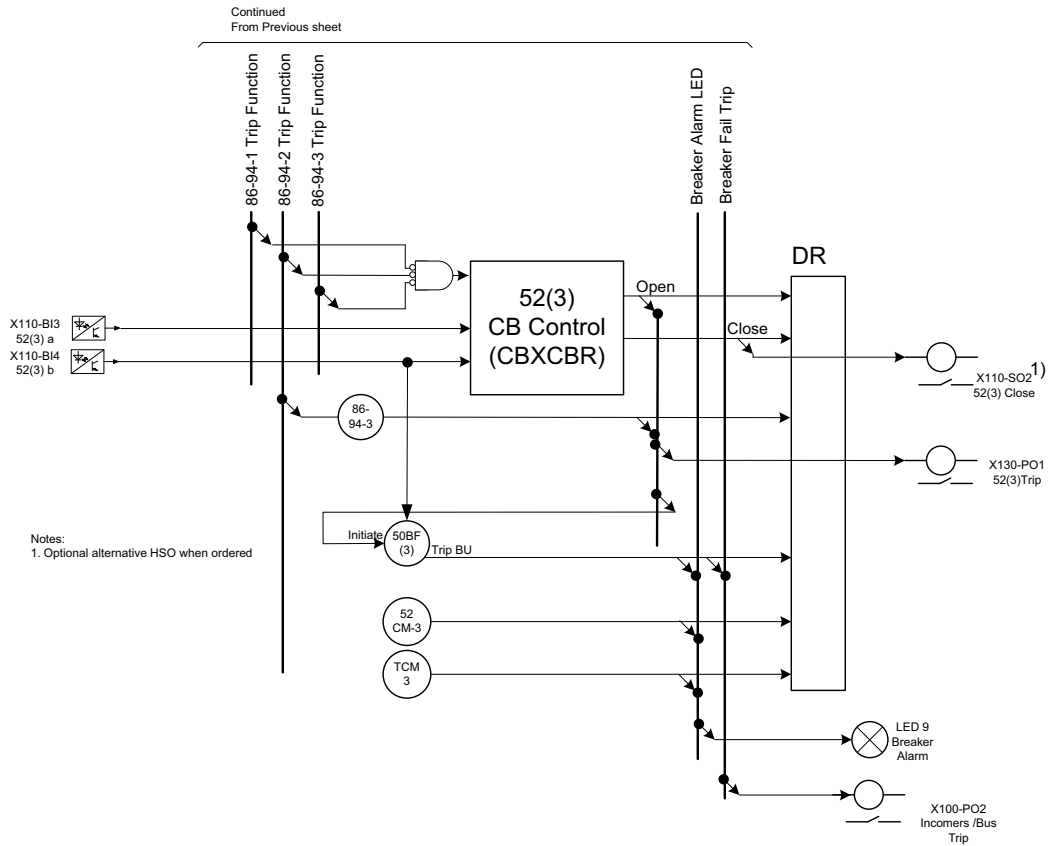 Continued
From Previous sheet
86-94-1 Trip Function
86-94-2 Trip Function
86-94-3 Trip Function
Breaker Alarm LED
Breaker Fail Trip
DR
52(3)
CB Control
(CBXCBR)
Open
Close
X110-BI3
52(3) a
X110-BI4
52(3) b
X110-SO2 1)
52(3) Close
86-
94-3
X130-PO1
52(3)Trip
Notes:
1. Optional alternative HSO when ordered
Initiate
50BF
(3)
Trip BU
52
CM-3
TCM
3
LED 9
Breaker
Alarm
X100-PO2
Incomers /Bus
Trip